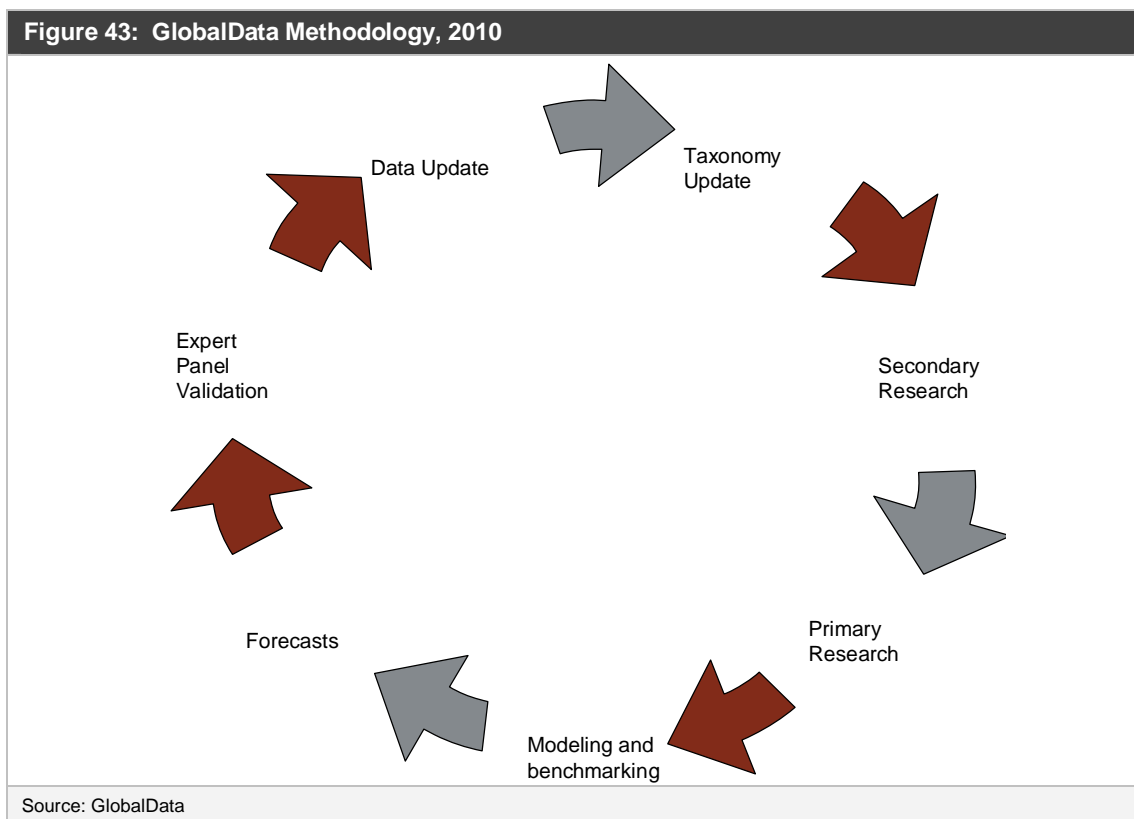 Figure 43: GlobalData Methodology, 2010
Data Update
Taxonomy
Update
Expert
Panel
Validation
Secondary
Research
Forecasts
Primary
Research
Modeling and
benchmarking
Source: GlobalData